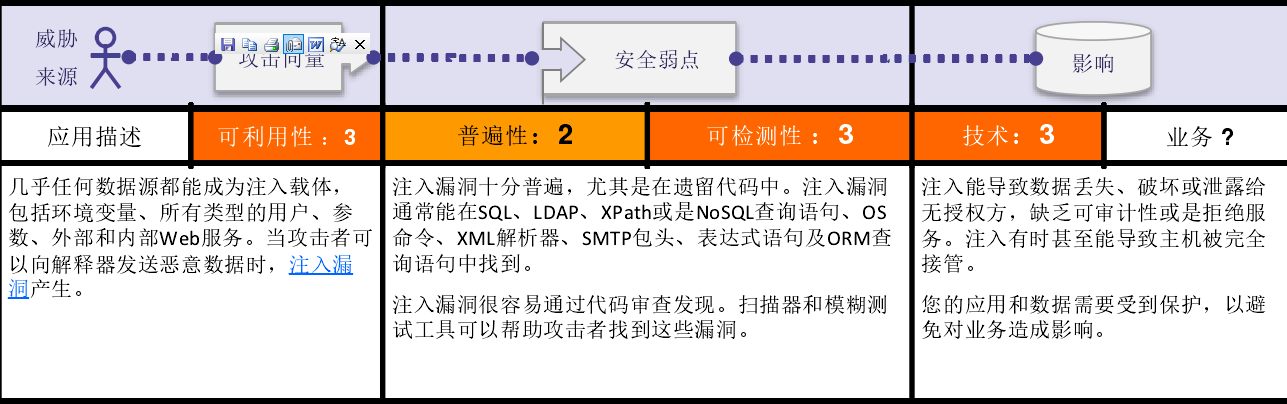 威胁
来源
攻击向量
安全弱点
影响
应用描述
可利用性：3
普遍性：2
可检测性：3
技术：3
业务？
几乎任何数据源都能成为注入载体，
包括环境变量、所有类型的用户、参
数、外部和内部Web服务。当攻击者可
以向解释器发送恶意数据时，注入漏
洞产生。
注入漏洞十分普遍，尤其是在遗留代码中。注入漏洞
通常能在SQL、LDAP、XPath或是NoSQL查询语句、OS
命令、XML解析器、SMTP包头、表达式语句及ORM查
询语句中找到。
注入漏洞很容易通过代码审查发现。扫描器和模糊测
试工具可以帮助攻击者找到这些漏洞。
注入能导致数据丢失、破坏或泄露给
无授权方，缺乏可审计性或是拒绝服
务。注入有时甚至能导致主机被完全
接管。
您的应用和数据需要受到保护，以避
免对业务造成影响。